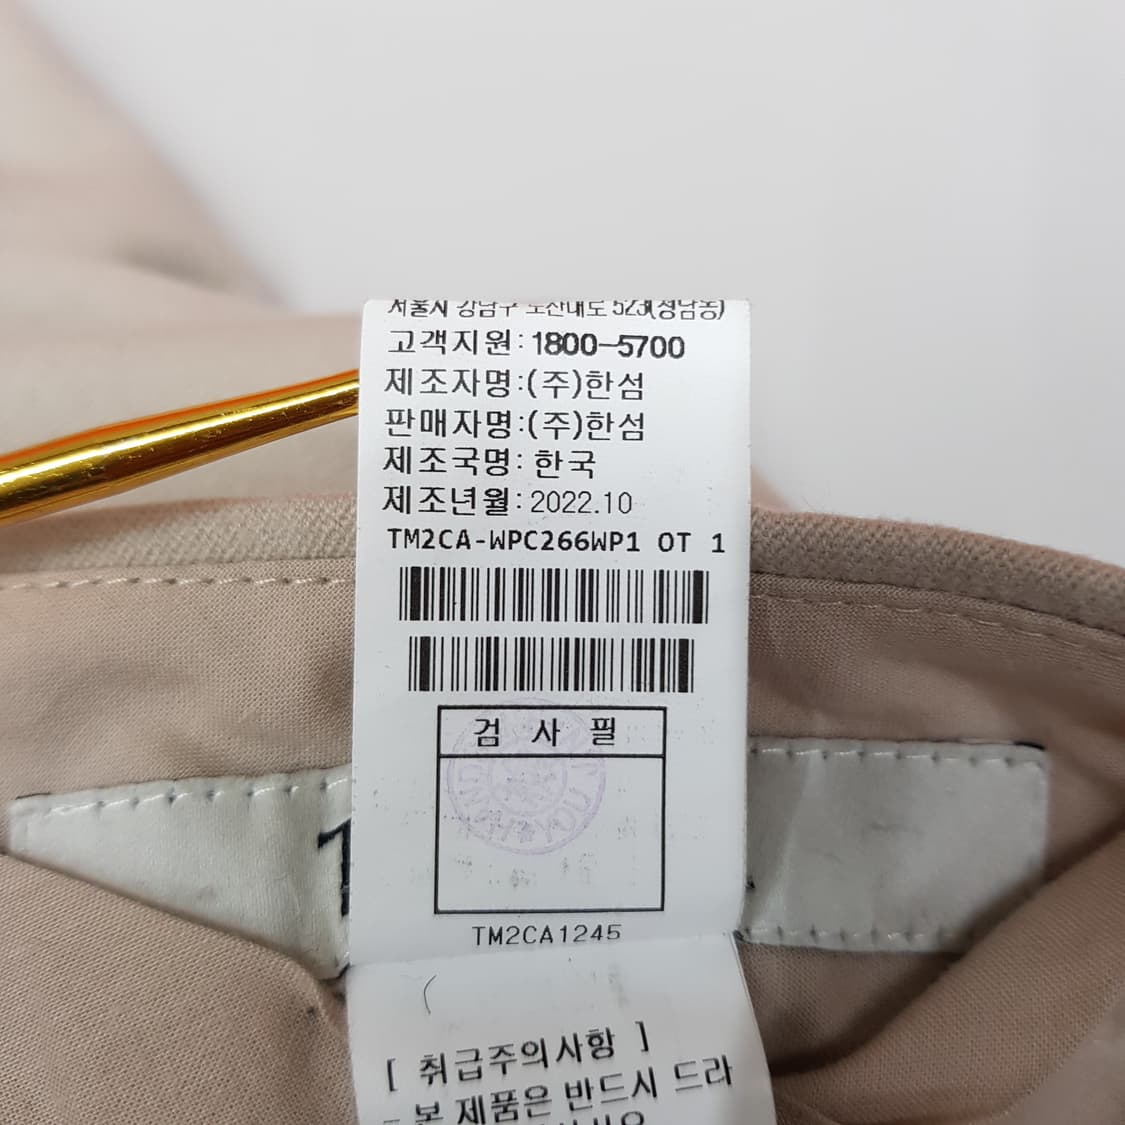 서울시 강남구 도산대로 523(청담동)
고객지원:1800-5700
제조자명:(주)한섬
판매자명:(주)한섬
제조국명: 한국
제조년월:2022.10
TM2CA-WPC266WP1 OT 1
검 사 필
TM2CA1245
[ 취급주의사항 ]
- 본 제품은 반드시 드라